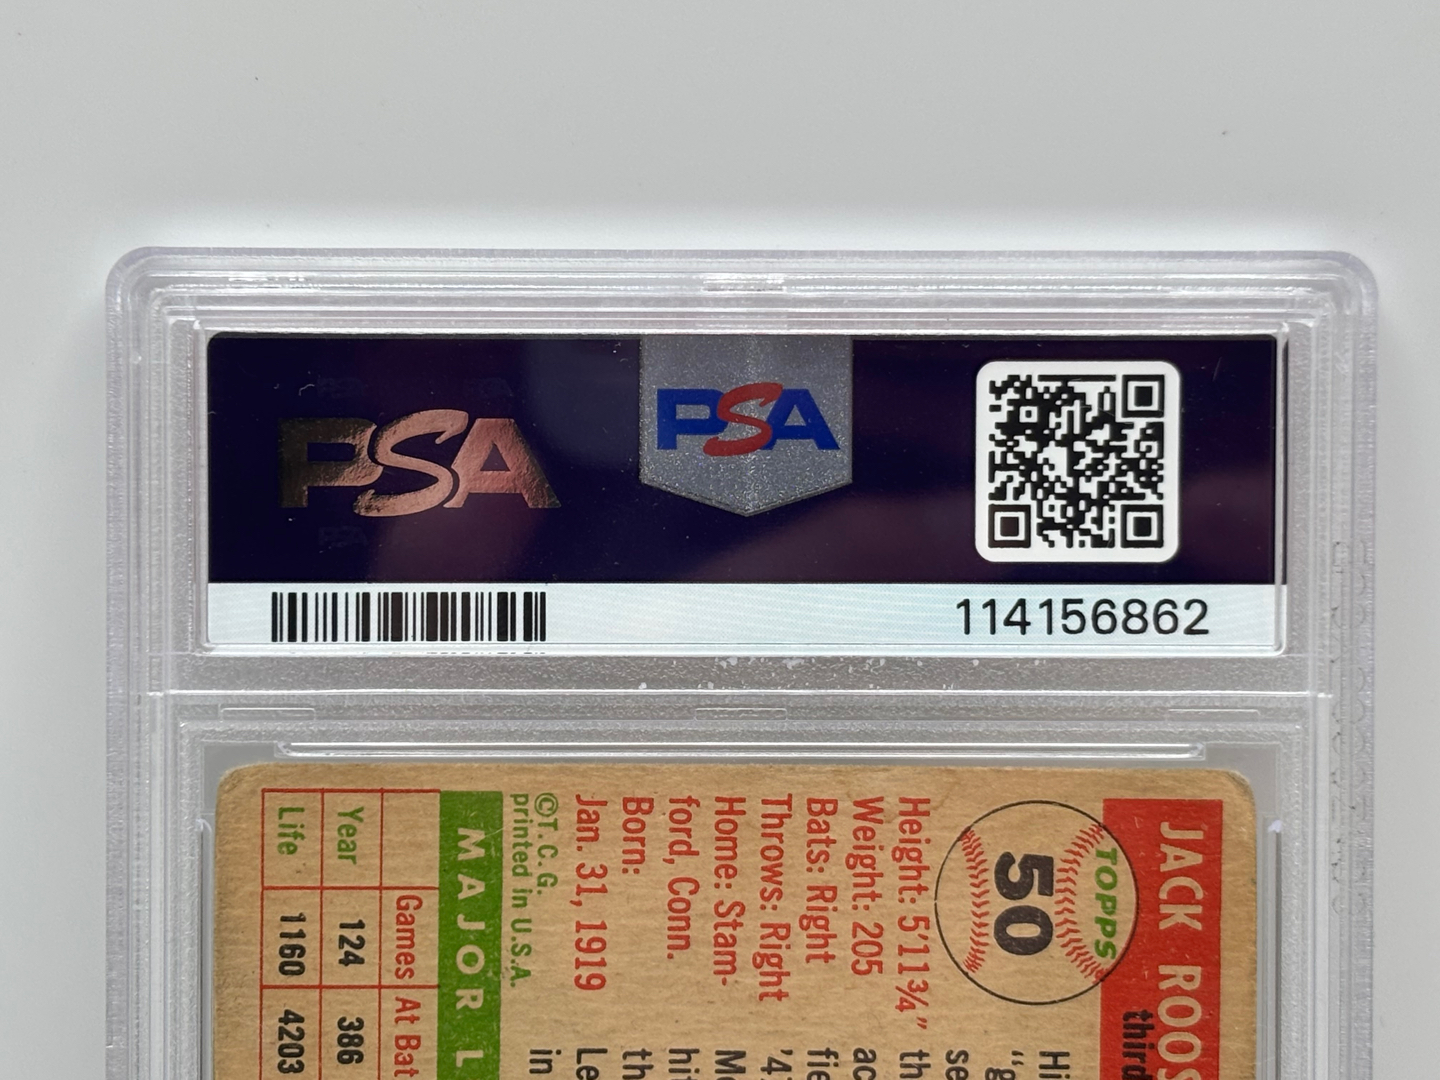 PSA
PSA
114156862
JACK ROOS
third
TOPPS
50
Height: 5'11¾"
Weight: 205
Bats: Right
Throws: Right
Home: Stam-
ford, Conn.
Born:
Jan. 31, 1919
©T. C. G.
printed in U.S.A.
MAJOR L
Games At Bat
Year 124 386
Life 1160 4203